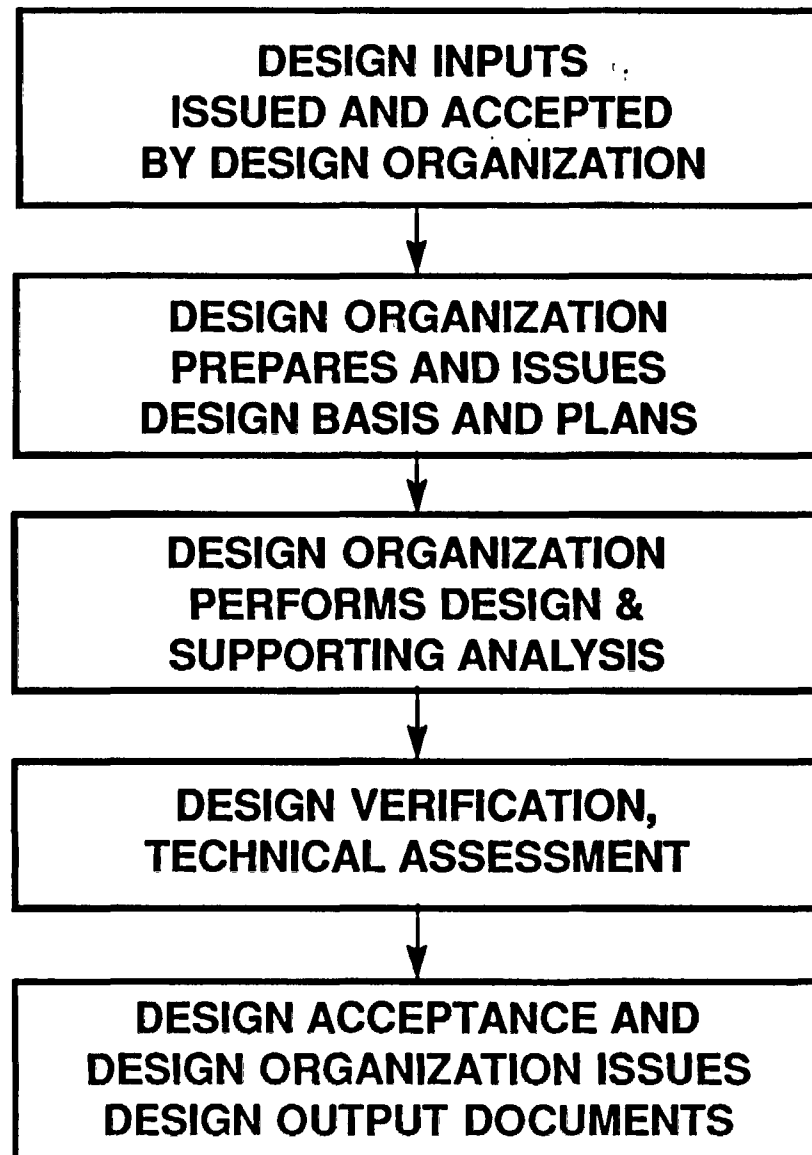 DESIGN INPUTS
ISSUED AND ACCEPTED
BY DESIGN ORGANIZATION
DESIGN ORGANIZATION
PREPARES AND ISSUES
DESIGN BASIS AND PLANS
DESIGN ORGANIZATION
PERFORMS DESIGN &
SUPPORTING ANALYSIS
DESIGN VERIFICATION,
TECHNICAL ASSESSMENT
DESIGN ACCEPTANCE AND
DESIGN ORGANIZATION ISSUES
DESIGN OUTPUT DOCUMENTS